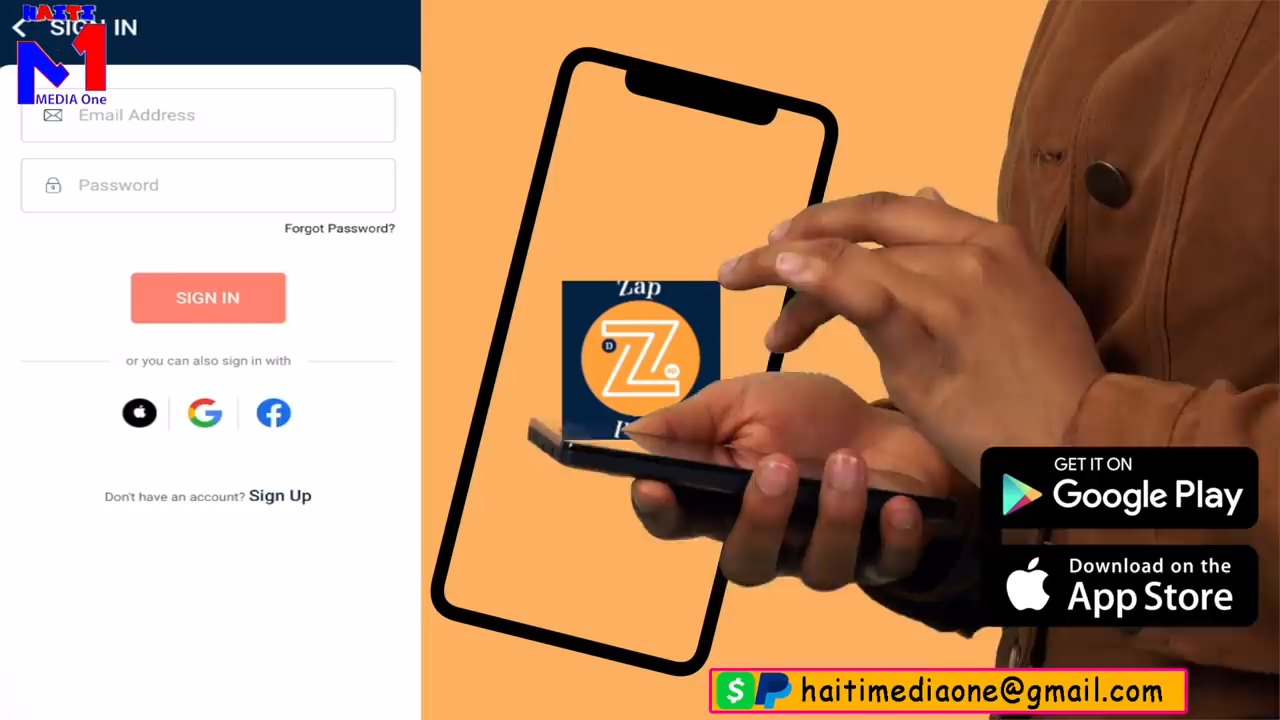 HAITI
M1
MEDIA One
SIGN IN
Email Address
Password
Forgot Password?
SIGN IN
or you can also sign in with
Don't have an account? Sign Up
Zap
D
Z
GET IT ON
Google Play
Download on the
App Store
$ haitimediaone@gmail.com